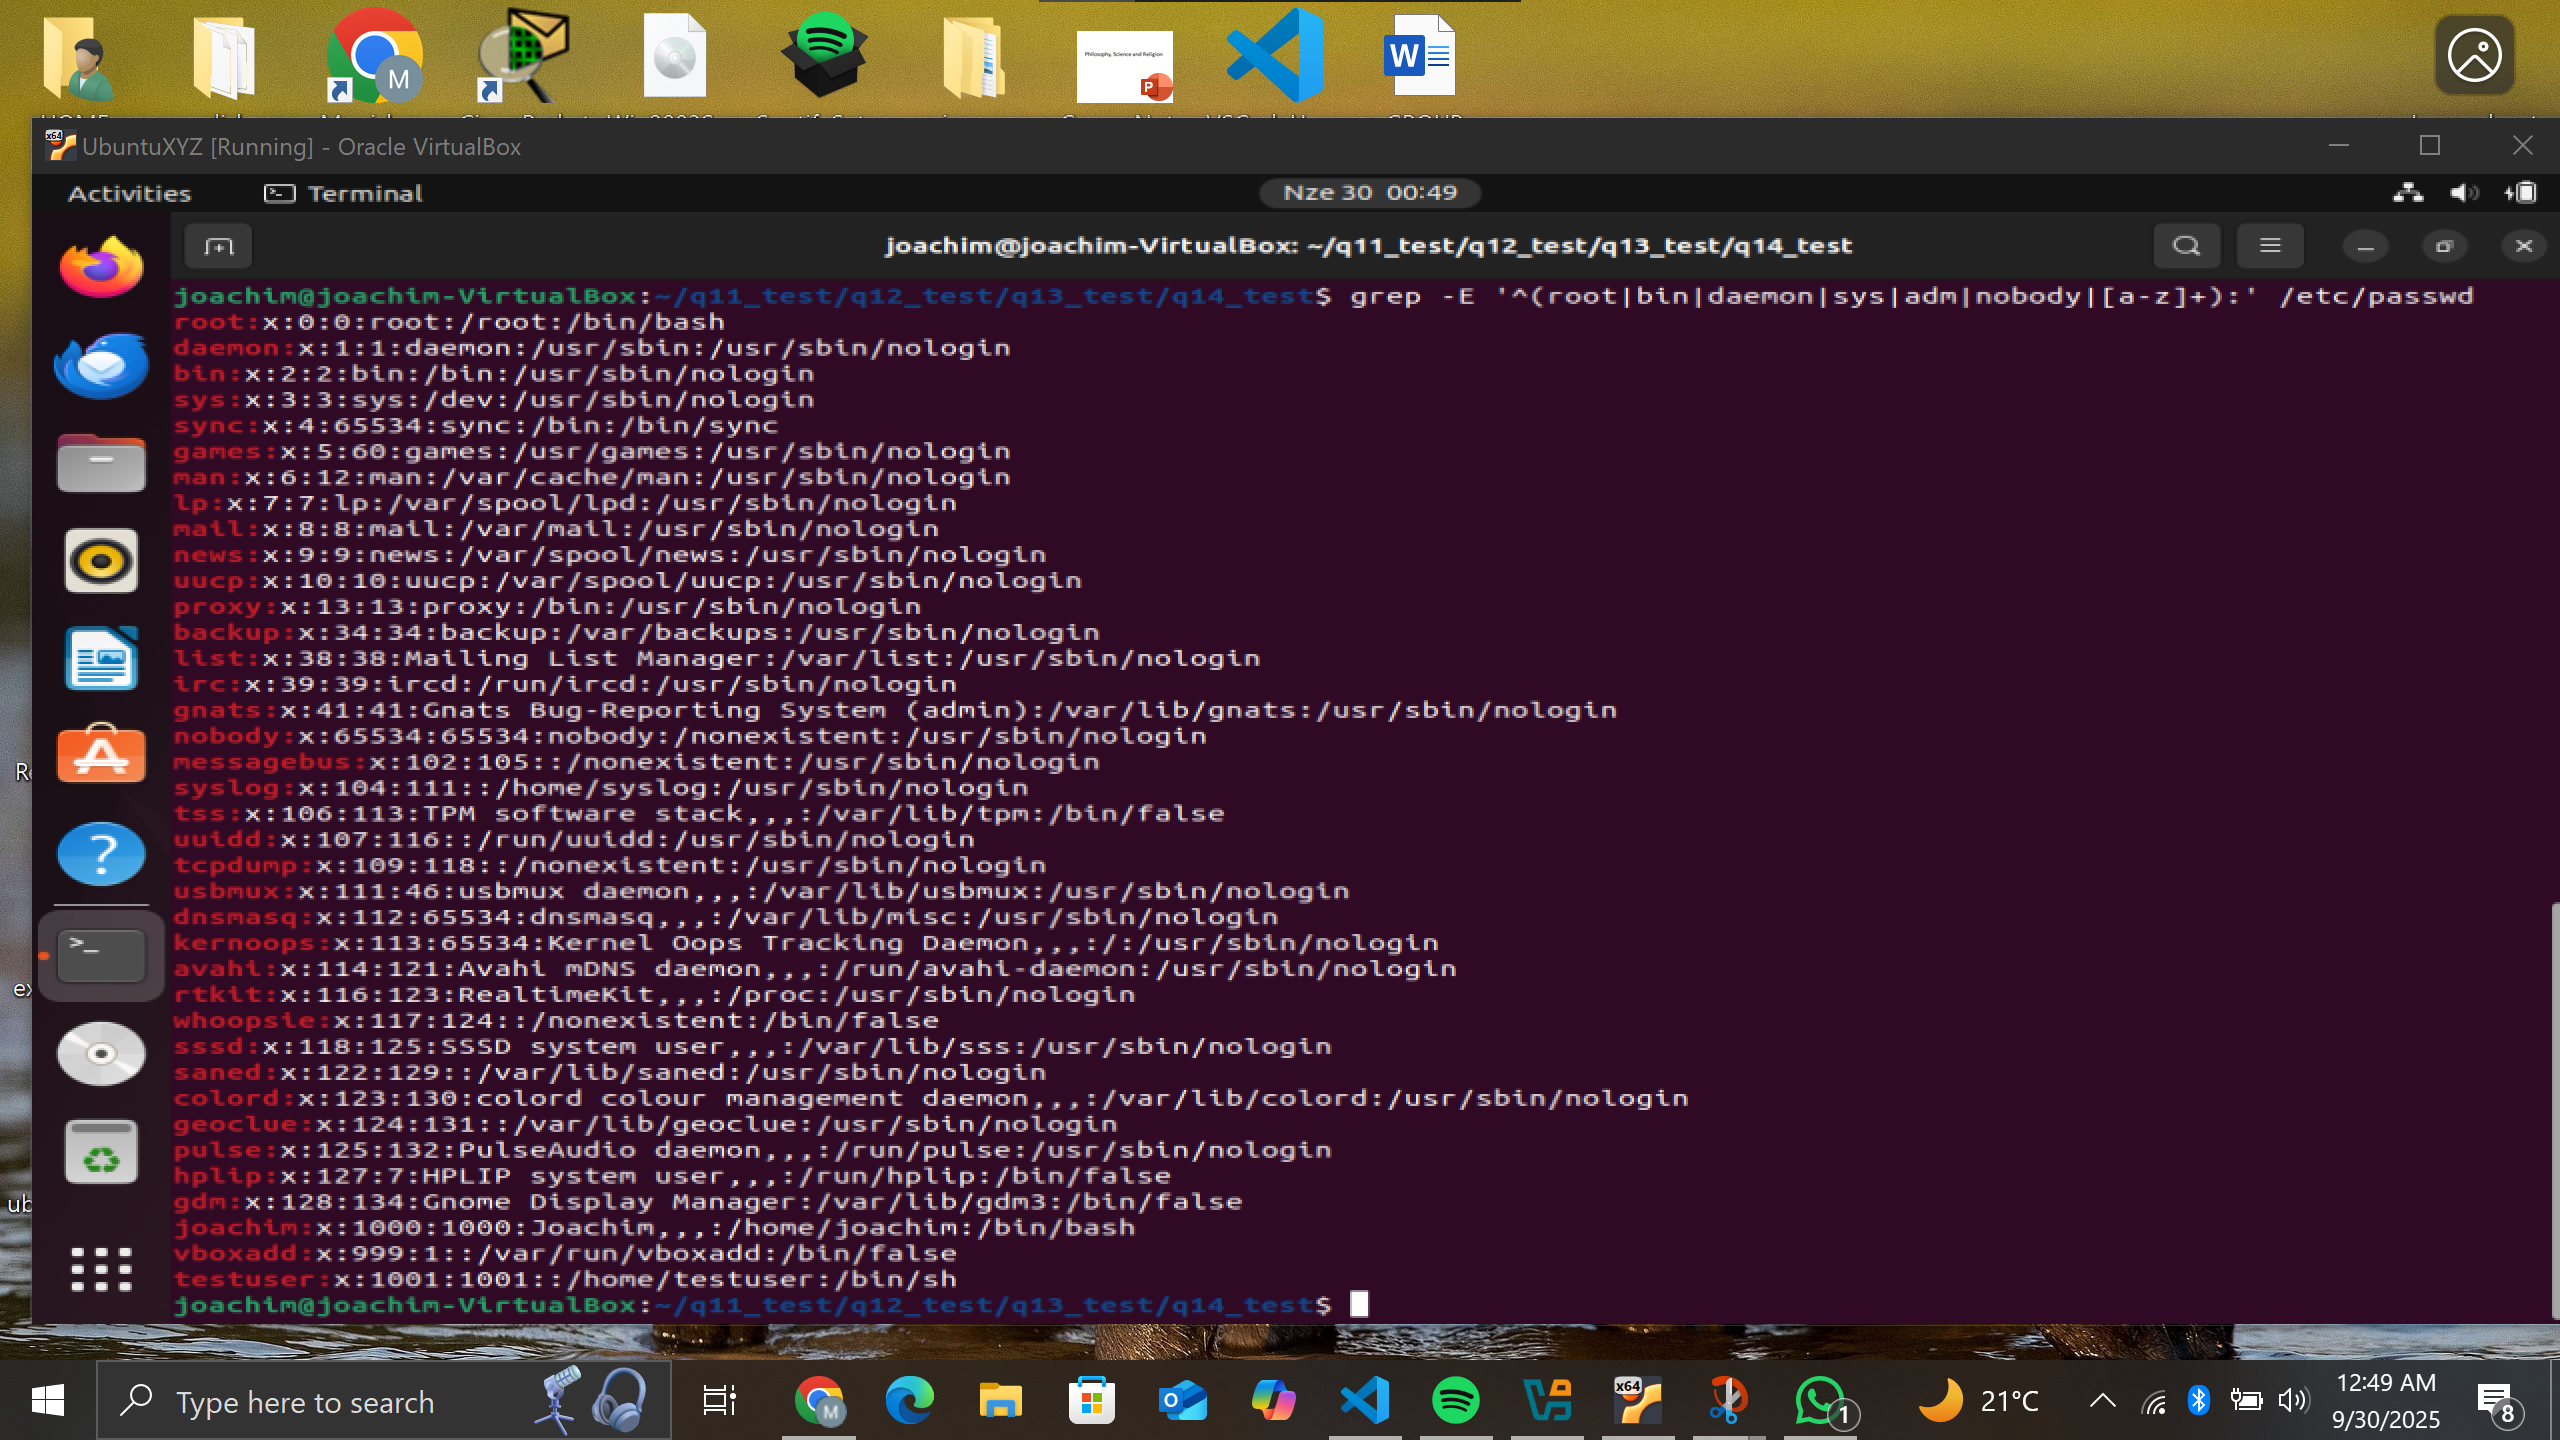 Philosophy, Science and Religion
UbuntuXYZ [Running] - Oracle VirtualBox
Activities
Terminal
Nze 30 00:49
joachim@joachim-VirtualBox: ~/q11_test/q12_test/q13_test/q14_test
joachim@joachim-VirtualBox:~/q11_test/q12_test/q13_test/q14_test$ grep -E '^(root|bin|daemon|sys|adm|nobody|[a-z]+):' /etc/passwd
root:x:0:0:root:/root:/bin/bash
daemon:x:1:1:daemon:/usr/sbin:/usr/sbin/nologin
bin:x:2:2:bin:/bin:/usr/sbin/nologin
sys:x:3:3:sys:/dev:/usr/sbin/nologin
sync:x:4:65534:sync:/bin:/bin/sync
games:x:5:60:games:/usr/games:/usr/sbin/nologin
man:x:6:12:man:/var/cache/man:/usr/sbin/nologin
lp:x:7:7:lp:/var/spool/lpd:/usr/sbin/nologin
mail:x:8:8:mail:/var/mail:/usr/sbin/nologin
news:x:9:9:news:/var/spool/news:/usr/sbin/nologin
uucp:x:10:10:uucp:/var/spool/uucp:/usr/sbin/nologin
proxy:x:13:13:proxy:/bin:/usr/sbin/nologin
backup:x:34:34:backup:/var/backups:/usr/sbin/nologin
list:x:38:38:Mailing List Manager:/var/list:/usr/sbin/nologin
irc:x:39:39:ircd:/run/ircd:/usr/sbin/nologin
gnats:x:41:41:Gnats Bug-Reporting System (admin):/var/lib/gnats:/usr/sbin/nologin
nobody:x:65534:65534:nobody:/nonexistent:/usr/sbin/nologin
messagebus:x:102:105::/nonexistent:/usr/sbin/nologin
syslog:x:104:111::/home/syslog:/usr/sbin/nologin
tss:x:106:113:TPM software stack,,,:/var/lib/tpm:/bin/false
uuidd:x:107:116::/run/uuidd:/usr/sbin/nologin
tcpdump:x:109:118::/nonexistent:/usr/sbin/nologin
usbmux:x:111:46:usbmux daemon,,,:/var/lib/usbmux:/usr/sbin/nologin
dnsmasq:x:112:65534:dnsmasq,,,:/var/lib/misc:/usr/sbin/nologin
kernoops:x:113:65534:Kernel Oops Tracking Daemon,,,:/:/usr/sbin/nologin
avahi:x:114:121:Avahi mDNS daemon,,,:/run/avahi-daemon:/usr/sbin/nologin
rtkit:x:116:123:RealtimeKit,,,:/proc:/usr/sbin/nologin
whoopsie:x:117:124::/nonexistent:/bin/false
sssd:x:118:125:SSSD system user,,,:/var/lib/sss:/usr/sbin/nologin
saned:x:122:129::/var/lib/saned:/usr/sbin/nologin
colord:x:123:130:colord colour management daemon,,,:/var/lib/colord:/usr/sbin/nologin
geoclue:x:124:131::/var/lib/geoclue:/usr/sbin/nologin
pulse:x:125:132:PulseAudio daemon,,,:/run/pulse:/usr/sbin/nologin
hplip:x:127:7:HPLIP system user,,,:/run/hplip:/bin/false
gdm:x:128:134:Gnome Display Manager:/var/lib/gdm3:/bin/false
joachim:x:1000:1000:Joachim,,,:/home/joachim:/bin/bash
vboxadd:x:999:1::/var/run/vboxadd:/bin/false
testuser:x:1001:1001::/home/testuser:/bin/sh
joachim@joachim-VirtualBox:~/q11_test/q12_test/q13_test/q14_test$
Type here to search
21°C
12:49 AM
9/30/2025